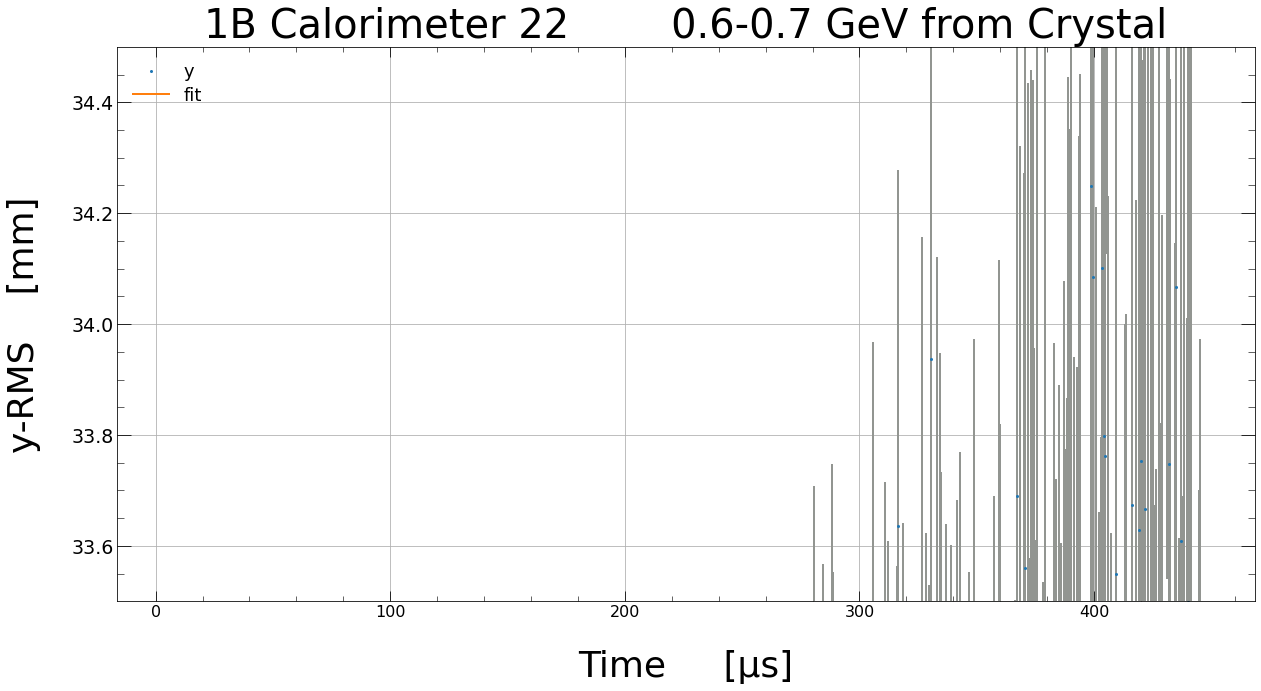 1B Calorimeter 22 0.6-0.7 GeV from Crystal
y
fit
34.4
34.2
34.0
33.8
33.6
y-RMS [mm]
0 100 200 300 400
Time [µs]